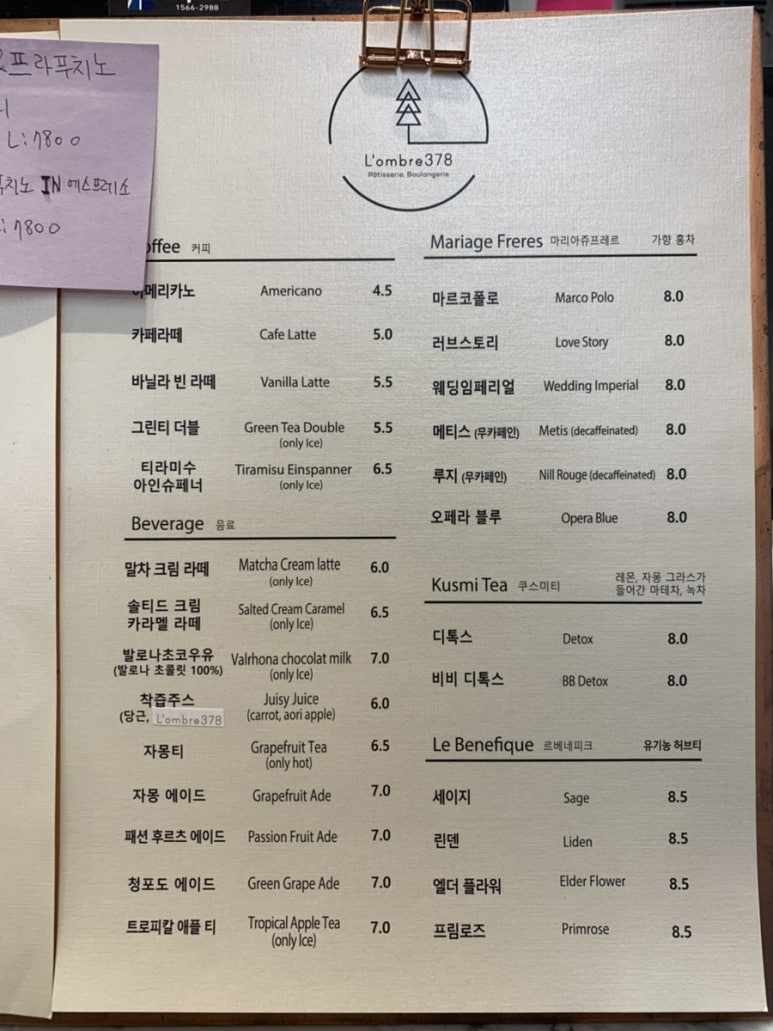 1566-2988
프라푸치노
L:7800
치노 IN 에스프레소
:7800
L'ombre378
Pâtisserie, Boulangerie
offee 커피
아메리카노 Americano 4.5
카페라떼 Cafe Latte 5.0
바닐라 빈 라떼 Vanilla Latte 5.5
그린티 더블 Green Tea Double 5.5
(only Ice)
티라미수 Tiramisu Einspanner 6.5
아인슈페너 (only Ice)
Beverage 음료
말차 크림 라떼 Matcha Cream latte 6.0
(only Ice)
솔티드 크림 Salted Cream Caramel 6.5
카라멜 라떼 (only Ice)
발로나초코우유 Valrhona chocolat milk 7.0
(발로나 초콜릿 100%) (only Ice)
착즙주스 Juisy Juice 6.0
(당근, L'ombre378 (carrot, aori apple)
자몽티 Grapefruit Tea 6.5
(only hot)
자몽 에이드 Grapefruit Ade 7.0
패션 후르츠 에이드 Passion Fruit Ade 7.0
청포도 에이드 Green Grape Ade 7.0
트로피칼 애플 티 Tropical Apple Tea 7.0
(only Ice)
Mariage Freres 마리아쥬프레르 가향 홍차
마르코폴로 Marco Polo 8.0
러브스토리 Love Story 8.0
웨딩임페리얼 Wedding Imperial 8.0
메티스 (무카페인) Metis (decaffeinated) 8.0
루지 (무카페인) Nill Rouge (decaffeinated) 8.0
오페라 블루 Opera Blue 8.0
Kusmi Tea 쿠스미티 레몬, 자몽 그라스가
들어간 마테차, 녹차
디톡스 Detox 8.0
비비 디톡스 BB Detox 8.0
Le Benefique 르베네피크 유기농 허브티
세이지 Sage 8.5
린덴 Liden 8.5
엘더 플라워 Elder Flower 8.5
프림로즈 Primrose 8.5